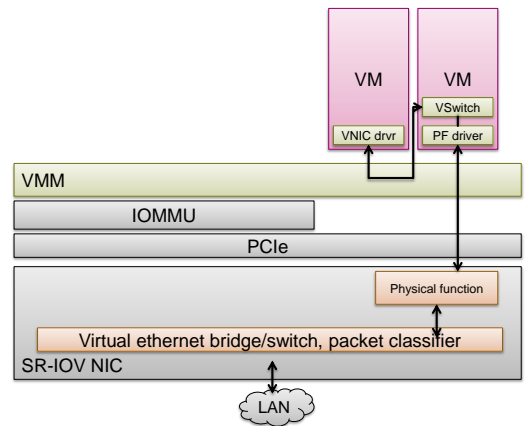 VM
VM
VSwitch
VNIC drvr
PF driver
VMM
IOMMU
PCIe
Physical function
Virtual ethernet bridge/switch, packet classifier
SR-IOV NIC
LAN